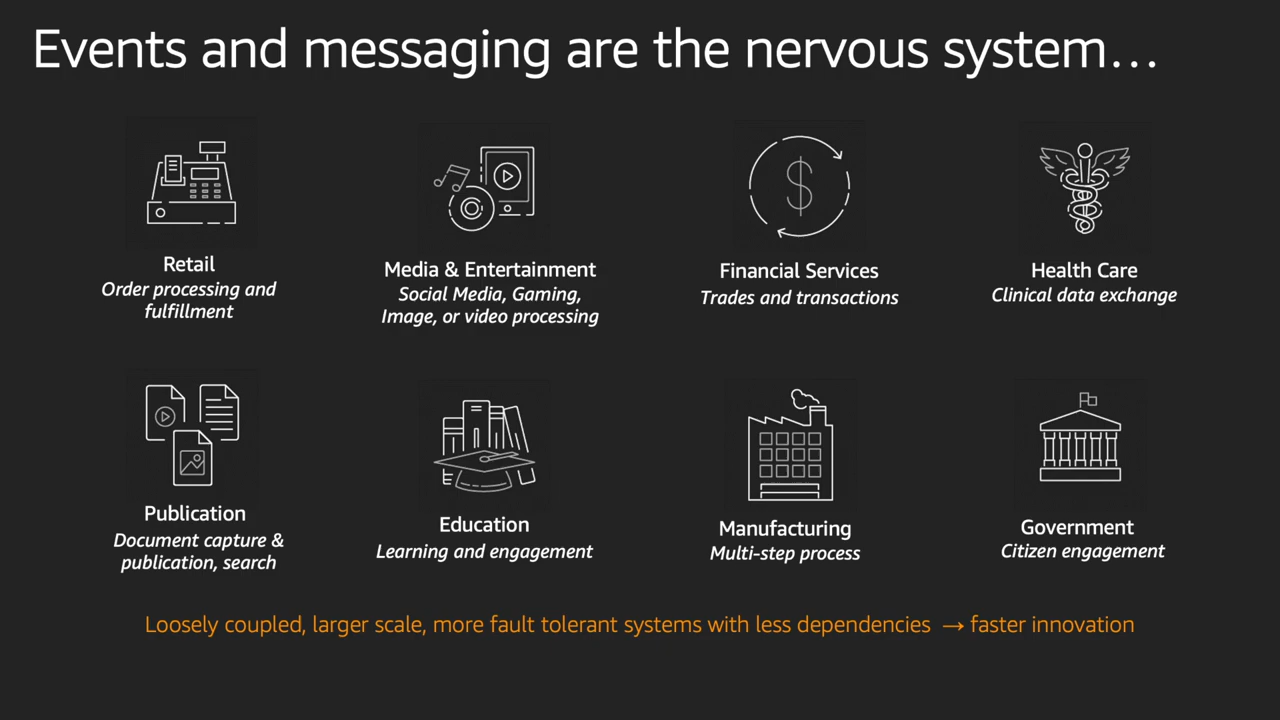 Events and messaging are the nervous system...
Retail
Order processing and
fulfillment
Media & Entertainment
Social Media, Gaming,
Image, or video processing
Financial Services
Trades and transactions
Health Care
Clinical data exchange
Publication
Document capture &
publication, search
Education
Learning and engagement
Manufacturing
Multi-step process
Government
Citizen engagement
Loosely coupled, larger scale, more fault tolerant systems with less dependencies → faster innovation